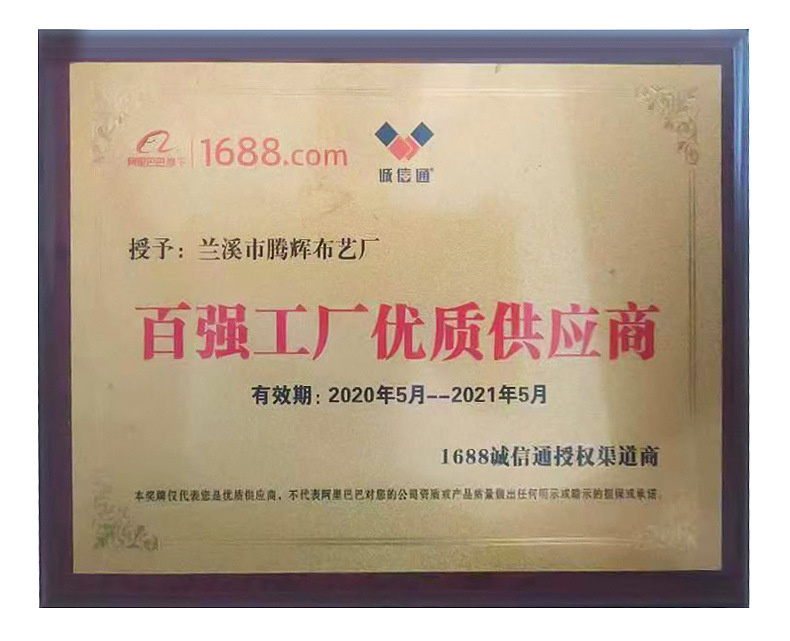 阿里巴巴旗下 1688.com 诚信通®
授予：兰溪市腾辉布艺厂
百强工厂优质供应商
有效期：2020年5月--2021年5月
1688诚信通授权渠道商
本奖牌仅代表您是优质供应商，不代表阿里巴巴对您的公司资质或产品质量做出任何明示或暗示的担保或承诺。